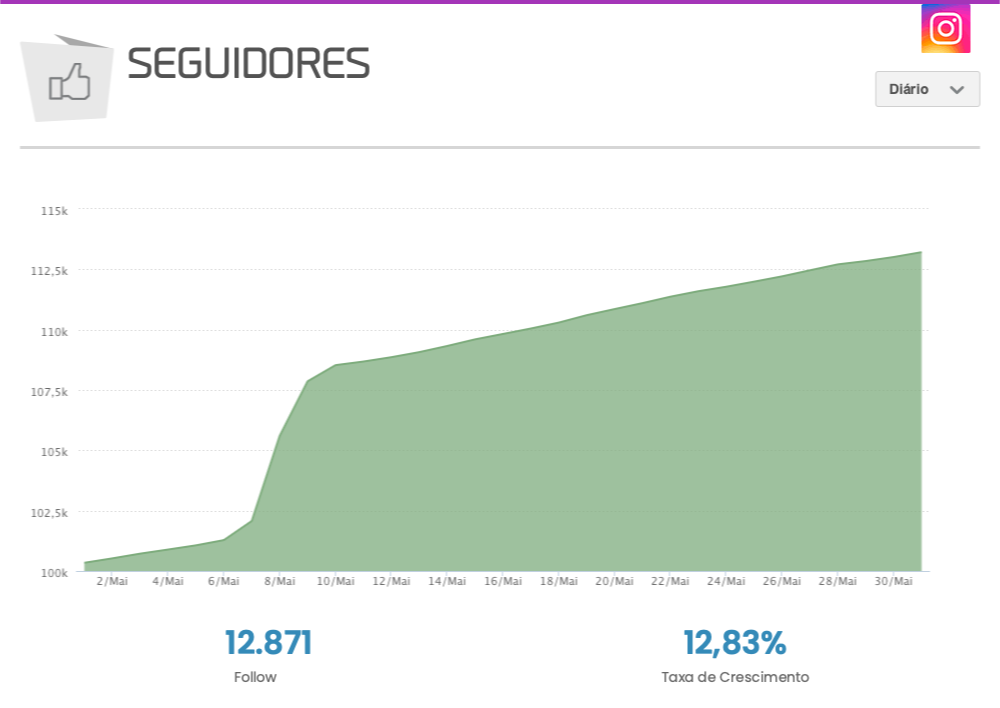 SEGUIDORES
Diário
115k
112,5k
110k
107,5k
105k
102,5k
100k
2/Mai 4/Mai 6/Mai 8/Mai 10/Mai 12/Mai 14/Mai 16/Mai 18/Mai 20/Mai 22/Mai 24/Mai 26/Mai 28/Mai 30/Mai
12.871 12,83%
Follow Taxa de Crescimento